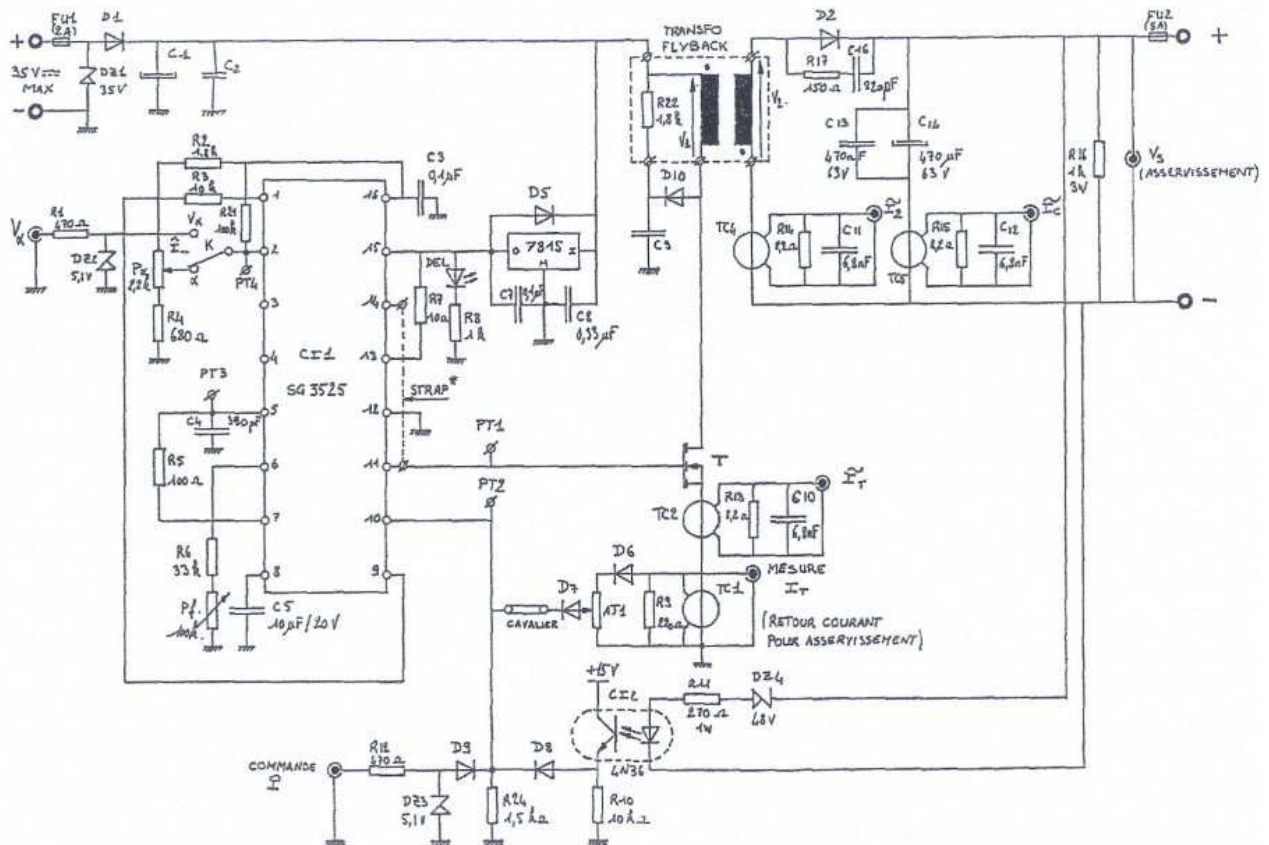 FU1
(2A)
D1
+
35V
MAX
-
DZ1
35V
C1
C2
TRANSFO
FLYBACK
R22
1,8k
V1
V2
D2
R17
150Ω
C16
220pF
C13
470nF
63V
C14
470µF
63V
R16
1k
3W
FU2
(5A)
+
VS
(ASSERVISSEMENT)
-
R2
1,8k
R3
10k
C3
0,1µF
R1
470Ω
DZ2
5,1V
K
2,2k
R21
100k
PT4
R4
680Ω
1
2
3
4
5
6
7
8
16
15
14
13
12
11
10
9
CI1
SG 3525
D5
7815
M
DEL
R7
10Ω
R8
1k
C7
C8
0,33µF
STRAP*
D10
C9
TC4
R14
2,2Ω
C11
6,8nF
TC5
R15
2,2Ω
C12
6,8nF
PT3
C4
390pF
R5
100Ω
R6
33k
Pf
100k
C5
10µF/20V
PT1
PT2
T
TC2
R13
2,2Ω
C10
6,8nF
IT
D6
D7
CAVALIER
AT1
R9
220Ω
TC1
MESURE
IT
(RETOUR COURANT
POUR ASSERVISSEMENT)
+15V
CI2
4N36
R11
270Ω
1W
DZ4
48V
COMMANDE
R12
470Ω
DZ3
5,1V
D9
D8
R24
1,5kΩ
R10
10kΩ